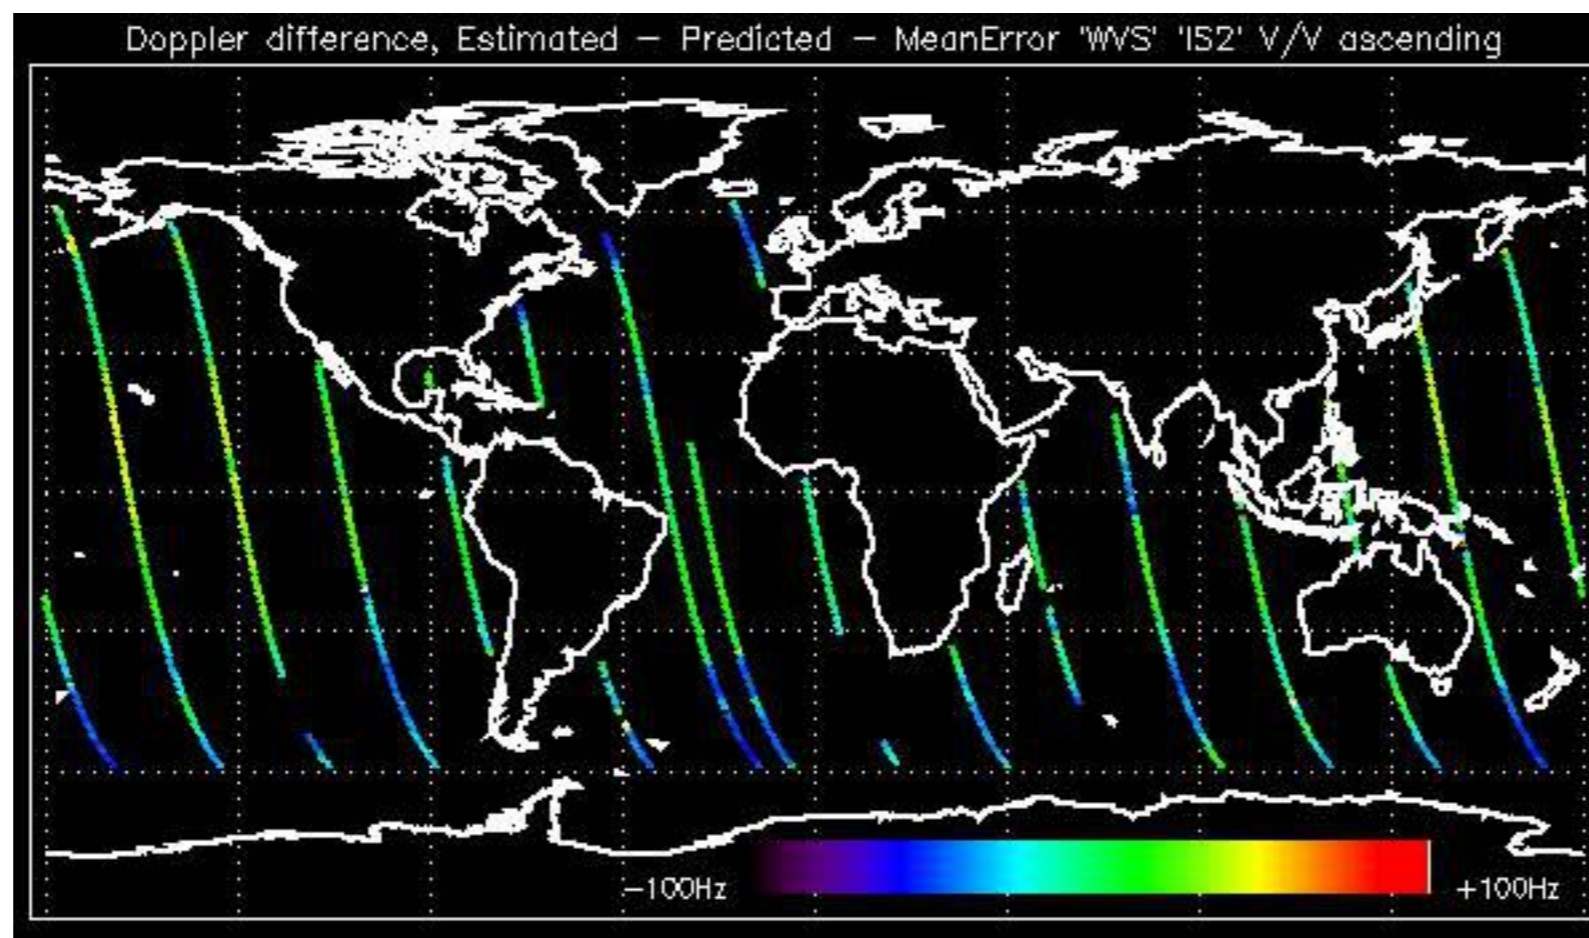 Doppler difference, Estimated − Predicted − MeanError 'WVS' 'IS2' V/V ascending
−100Hz
+100Hz